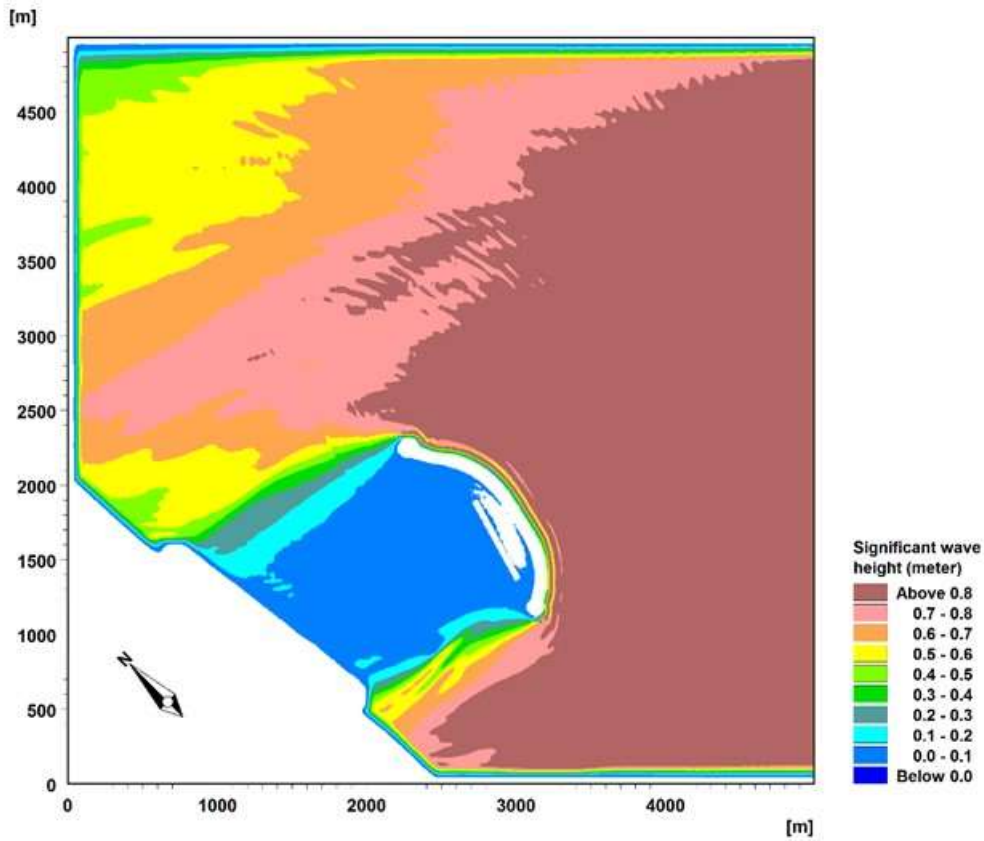 [m]
4500
4000
3500
3000
2500
2000
1500
1000
500
0
N
0 1000 2000 3000 4000
[m]
Significant wave
height (meter)
Above 0.8
0.7 - 0.8
0.6 - 0.7
0.5 - 0.6
0.4 - 0.5
0.3 - 0.4
0.2 - 0.3
0.1 - 0.2
0.0 - 0.1
Below 0.0